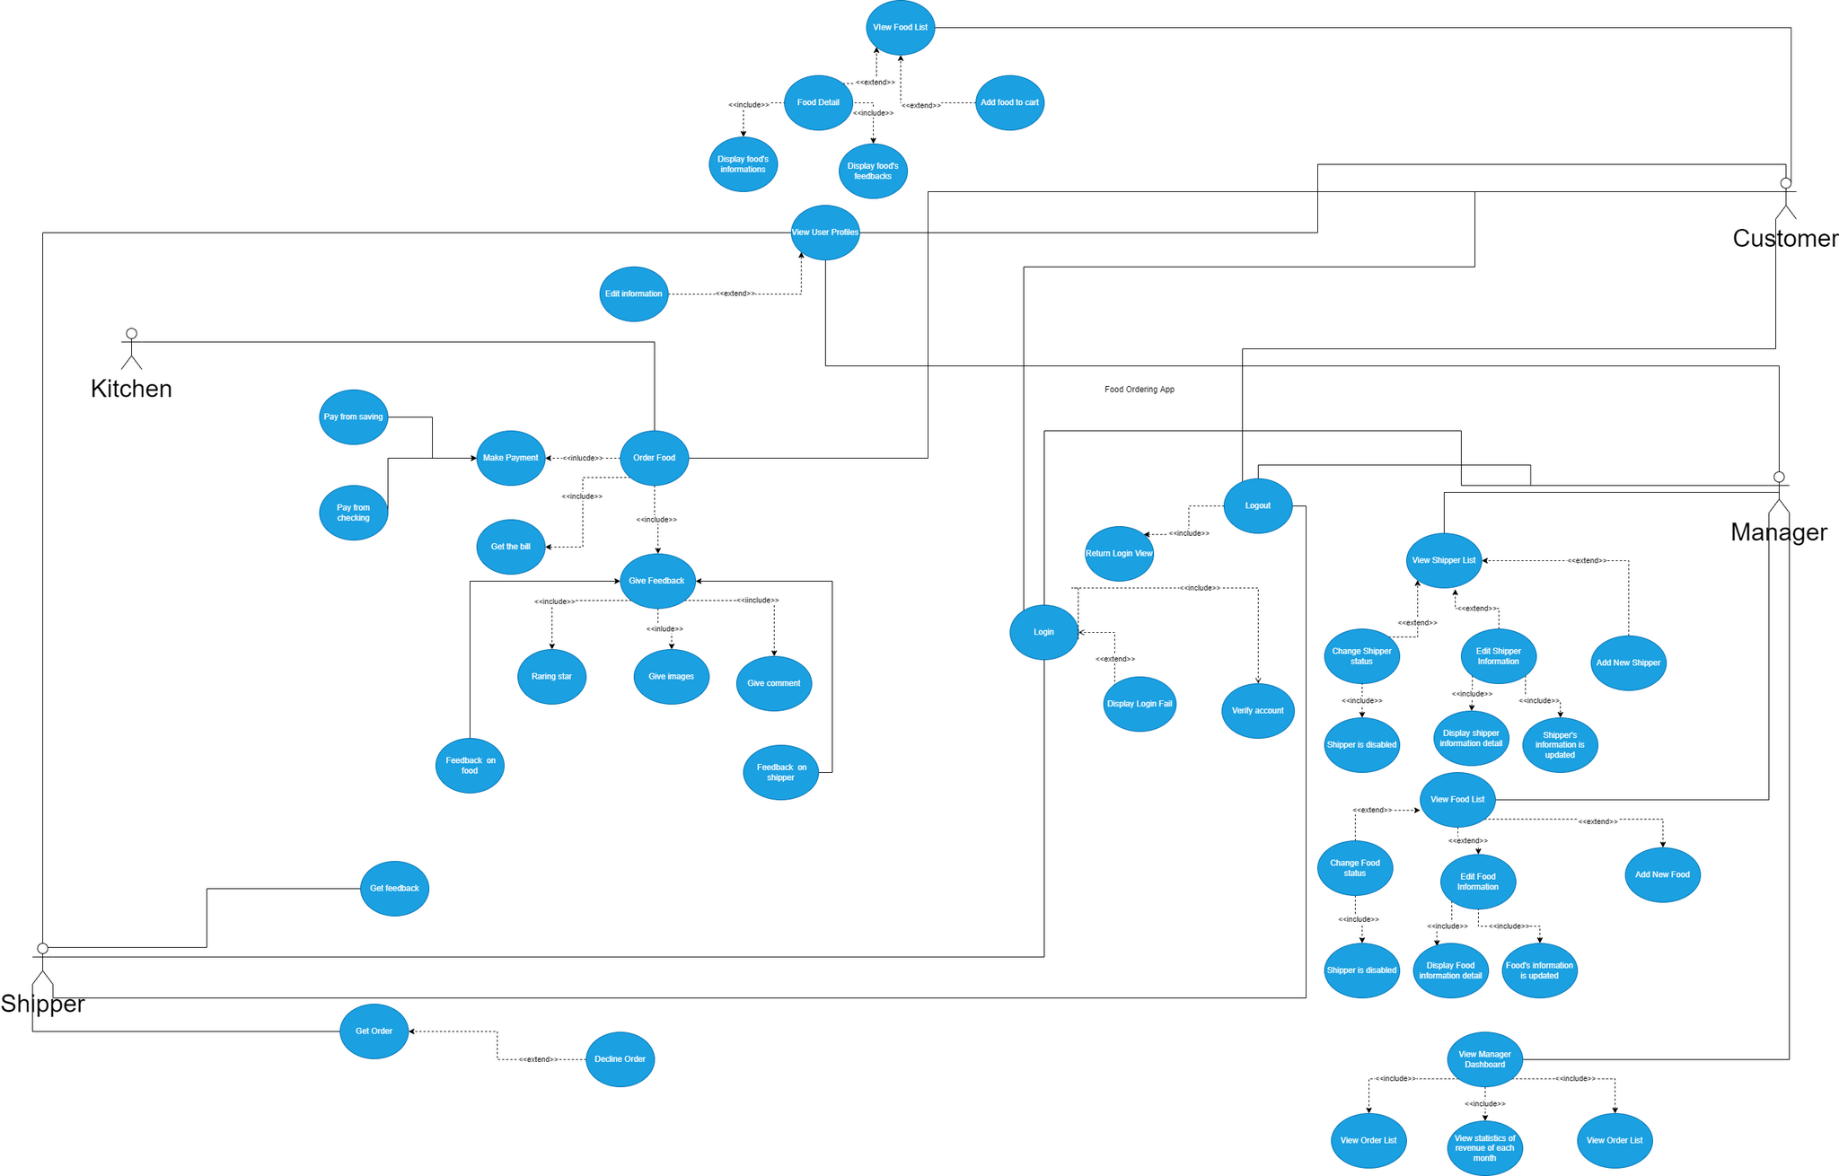 VIew Food List
<<extend>>
Food Detail
<<include>>
<<extend>>
Add food to cart
<<include>>
Display food's
informations
Display food's
feedbacks
Customer
View User Profiles
Edit information
<<extend>>
Kitchen
Food Ordering App
Pay from saving
Make Payment
<<inlucde>>
Order Food
<<include>>
Pay from
checking
<<include>>
Get the bill
Logout
<<include>>
Return Login View
Manager
View Shipper List
<<extend>>
Give Feedback
<<include>>
<<include>>
<<iinclude>>
<<inlude>>
Raring star
Give images
Give comment
Login
<<extend>>
Display Login Fail
Verify account
<<extend>>
<<extend>>
Change Shipper
status
Edit Shipper
Information
Add New Shipper
<<include>>
<<include>>
<<include>>
Shipper is disabled
Display shipper
information detail
Shipper's
information is
updated
Feedback  on
food
Feedback  on
shipper
View Food List
<<extend>>
<<extend>>
<<extend>>
Change Food
status
Edit Food
Information
Add New Food
Get feedback
<<include>>
<<include>>
<<include>>
Shipper is disabled
Display Food
information detail
Food's information
is updated
Shipper
Get Order
<<extend>>
Decline Order
View Manager
Dashboard
<<include>>
<<include>>
<<include>>
View Order List
View statistics of
revenue of each
month
View Order List